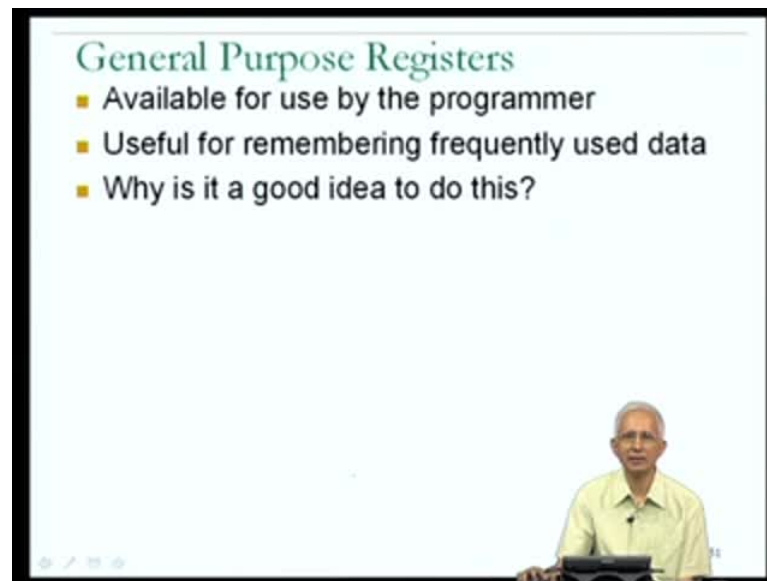 General Purpose Registers
Available for use by the programmer
Useful for remembering frequently used data
Why is it a good idea to do this?